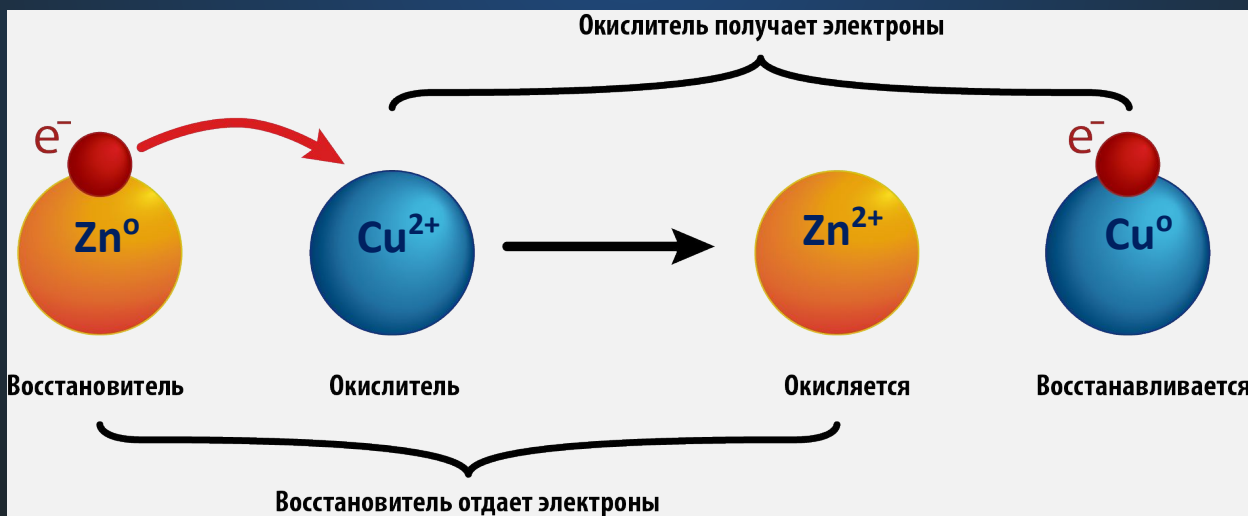 Окислитель получает электроны
e⁻
e⁻
Zn⁰
Cu²⁺
Zn²⁺
Cu⁰
Восстановитель
Окислитель
Окисляется
Восстанавливается
Восстановитель отдает электроны